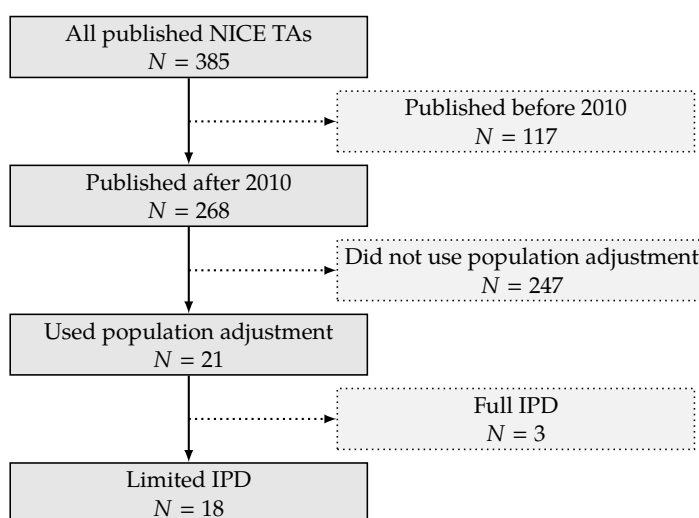 All published NICE TAs
N = 385
Published before 2010
N = 117
Published after 2010
N = 268
Did not use population adjustment
N = 247
Used population adjustment
N = 21
Full IPD
N = 3
Limited IPD
N = 18